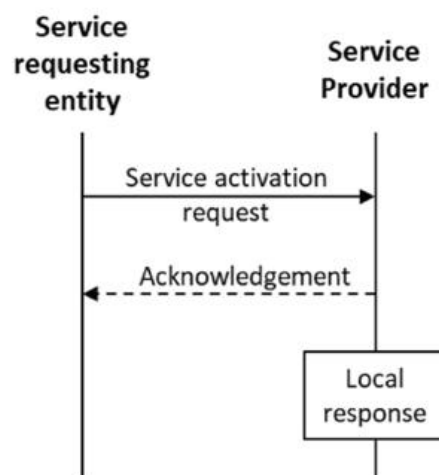 Service
requesting
entity
Service
Provider
Service activation
request
Acknowledgement
Local
response